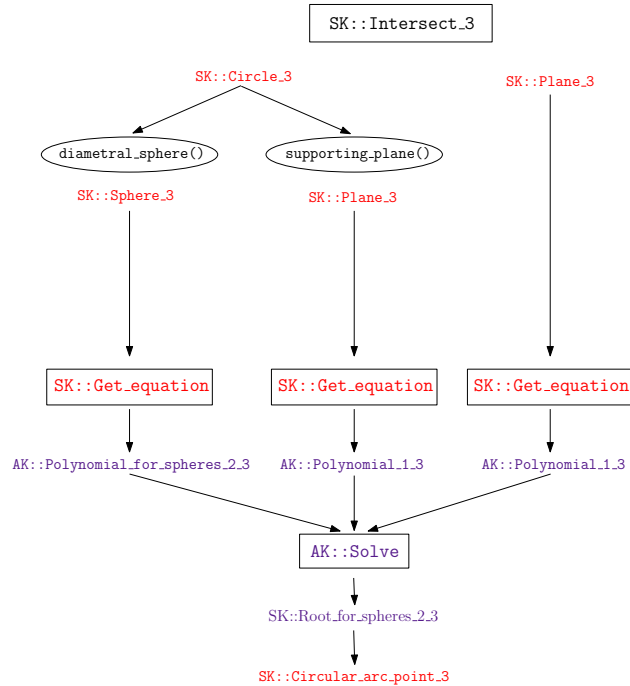 SK::Intersect_3
SK::Circle_3
SK::Plane_3
diametral_sphere()
supporting_plane()
SK::Sphere_3
SK::Plane_3
SK::Get_equation
SK::Get_equation
SK::Get_equation
AK::Polynomial_for_spheres_2_3
AK::Polynomial_1_3
AK::Polynomial_1_3
AK::Solve
SK::Root_for_spheres_2_3
SK::Circular_arc_point_3